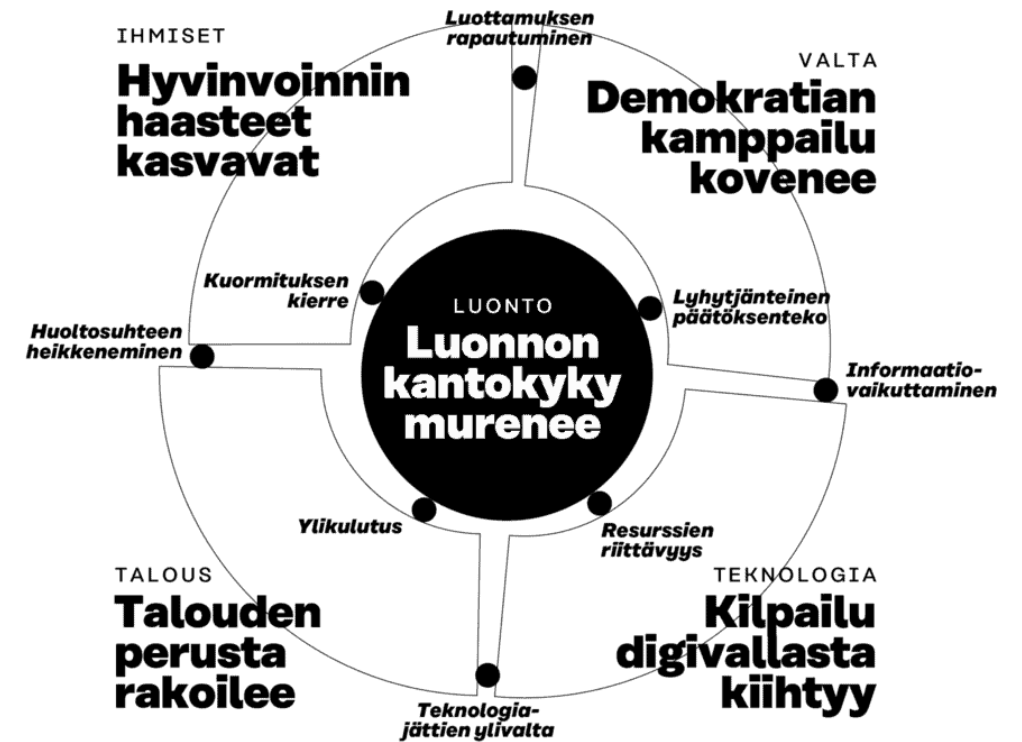 Luottamuksen
rapautuminen
IHMISET
Hyvinvoinnin
haasteet
kasvavat
VALTA
Demokratian
kamppailu
kovenee
Kuormituksen
kierre
LUONTO
Luonnon
kantokyky
murenee
Lyhytjänteinen
päätöksenteko
Huoltosuhteen
heikkeneminen
Informaatio-
vaikuttaminen
Ylikulutus
Resurssien
riittävyys
TALOUS
Talouden
perusta
rakoilee
TEKNOLOGIA
Kilpailu
digivallasta
kiihtyy
Teknologia-
jättien ylivalta